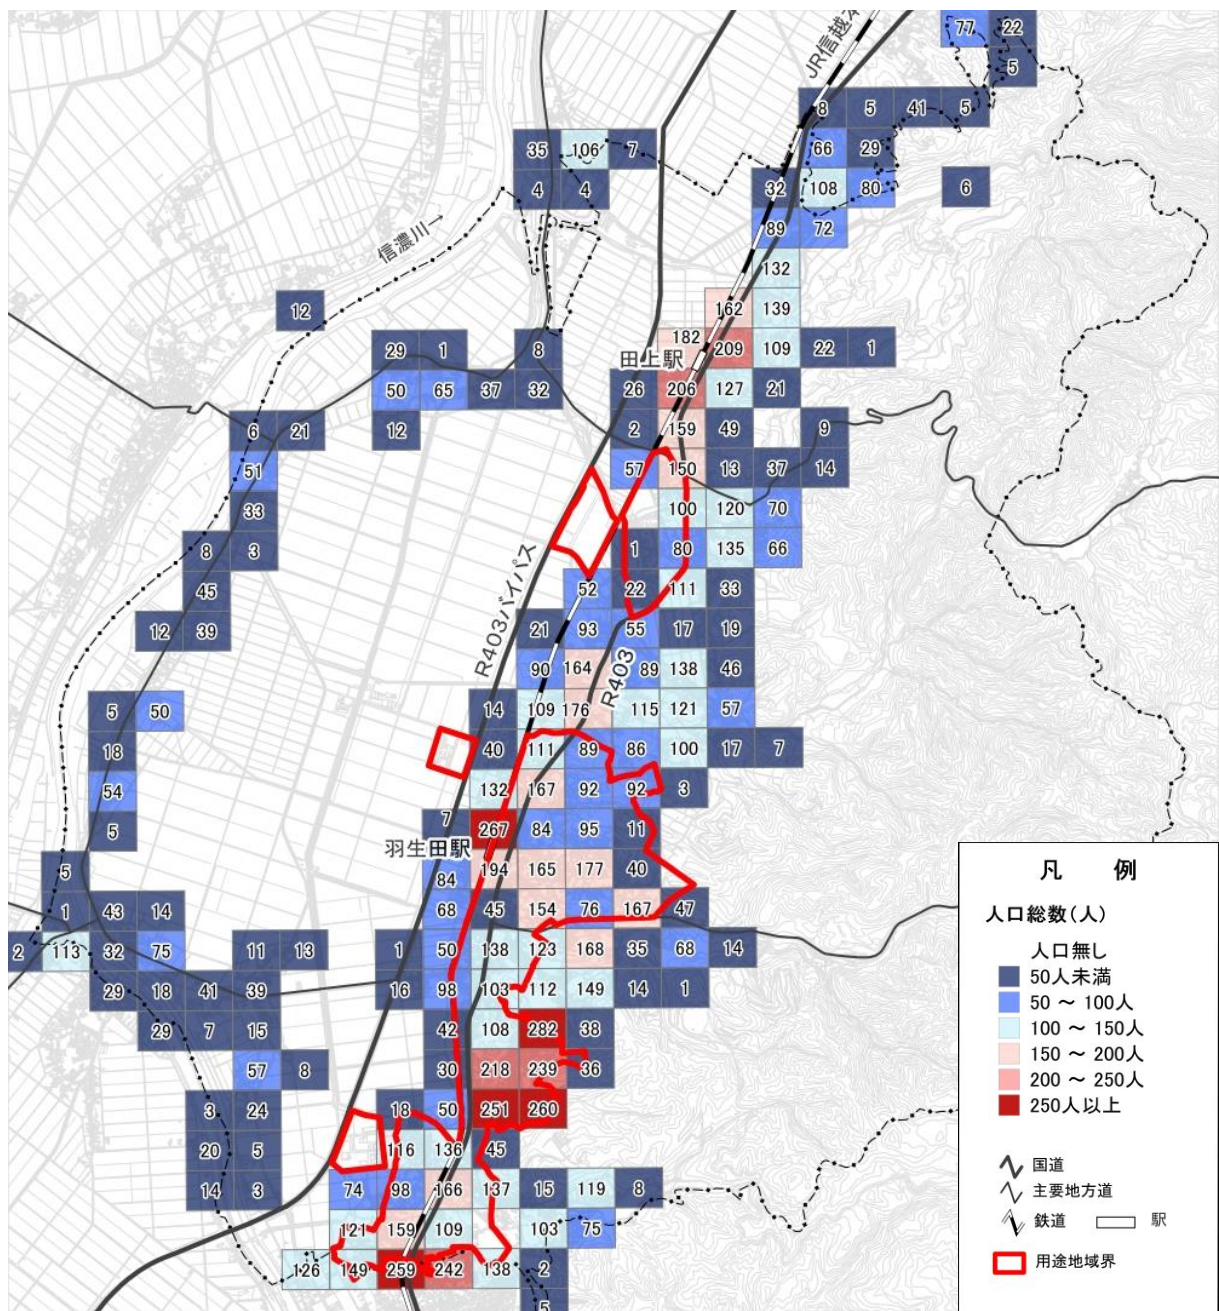 JR信越本
77 22
5
8 5 41 5
35 106 7 66 29
4 4 32 108 80 6
信濃川→
89 72
132
12 162 139
29 1 8 182 209 109 22 1
田上駅
50 65 37 32 26 206 127 21
6 21 12 2 159 49 9
51 57 150 13 37 14
33 100 120 70
8 3 1 80 135 66
R403バイパス
45 52 22 111 33
12 39 21 93 55 17 19
90 164 89 138 46
R403
5 50 14 109 176 115 121 57
18 40 111 89 86 100 17 7
54 132 167 92 92 3
5 7 267 84 95 11
羽生田駅
5 84 194 165 177 40
1 43 14 68 45 154 76 167 47
2 113 32 75 11 13 1 50 138 123 168 35 68 14
29 18 41 39 16 98 103 112 149 14 1
29 7 15 42 108 282 38
57 8 30 218 239 36
3 24 18 50 251 260
20 5 116 136 45
14 3 74 98 166 137 15 119 8
121 159 109 103 75
126 149 259 242 138 2
5
凡 例
人口総数(人)
人口無し
50人未満
50 ~ 100人
100 ~ 150人
150 ~ 200人
200 ~ 250人
250人以上
国道
主要地方道
鉄道 駅
用途地域界